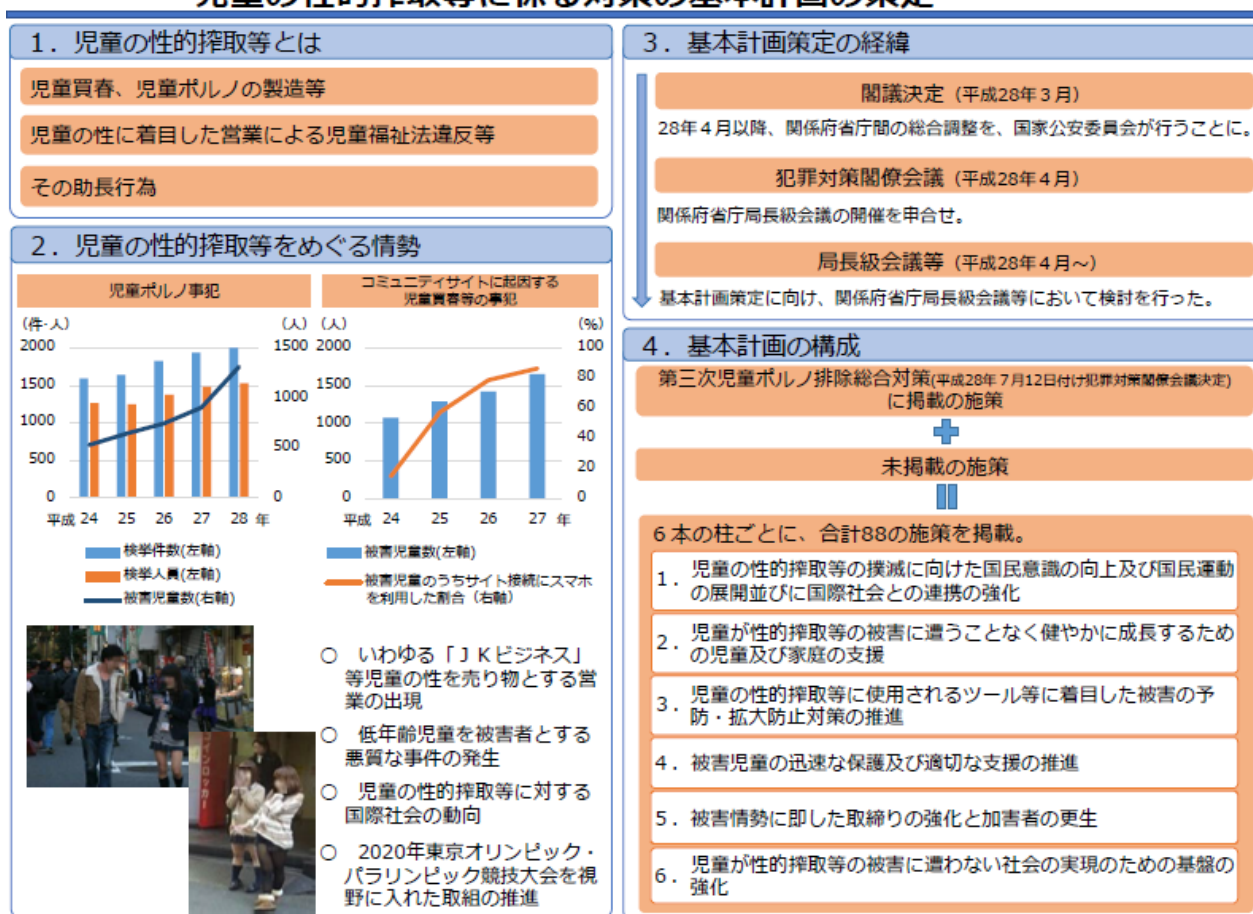 児童の性的搾取等に係る対策の基本計画の策定
1．児童の性的搾取等とは
児童買春、児童ポルノの製造等
児童の性に着目した営業による児童福祉法違反等
その助長行為
2．児童の性的搾取等をめぐる情勢
児童ポルノ事犯
(件・人)
(人)
2000
1500
1000
500
0
1500
1000
500
0
平成 24 25 26 27 28 年
検挙件数(左軸)
検挙人員(左軸)
被害児童数(右軸)
コミュニティサイトに起因する
児童買春等の事犯
(人)
(%)
2000
1500
1000
500
0
100
80
60
40
20
0
平成 24 25 26 27 年
被害児童数(左軸)
被害児童のうちサイト接続にスマホ
を利用した割合（右軸）
○ いわゆる「ＪＫビジネス」
等児童の性を売り物とする営
業の出現
○ 低年齢児童を被害者とする
悪質な事件の発生
○ 児童の性的搾取等に対する
国際社会の動向
○ 2020年東京オリンピック・
パラリンピック競技大会を視
野に入れた取組の推進
3．基本計画策定の経緯
閣議決定（平成28年３月）
28年４月以降、関係府省庁間の総合調整を、国家公安委員会が行うことに。
犯罪対策閣僚会議（平成28年４月）
関係府省庁局長級会議の開催を申合せ。
局長級会議等（平成28年４月～）
基本計画策定に向け、関係府省庁局長級会議等において検討を行った。
4．基本計画の構成
第三次児童ポルノ排除総合対策(平成28年７月12日付け犯罪対策閣僚会議決定)
に掲載の施策
未掲載の施策
６本の柱ごとに、合計88の施策を掲載。
1．児童の性的搾取等の撲滅に向けた国民意識の向上及び国民運動
の展開並びに国際社会との連携の強化
2．児童が性的搾取等の被害に遭うことなく健やかに成長するため
の児童及び家庭の支援
3．児童の性的搾取等に使用されるツール等に着目した被害の予
防・拡大防止対策の推進
4．被害児童の迅速な保護及び適切な支援の推進
5．被害情勢に即した取締りの強化と加害者の更生
6．児童が性的搾取等の被害に遭わない社会の実現のための基盤の
強化